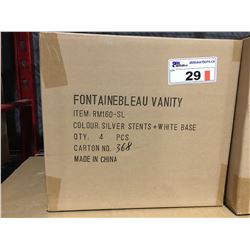 29
FONTAINEBLEAU VANITY
ITEM: RM160-SL
COLOUR: SILVER STENTS + WHITE BASE
QTY: 4 PCS
CARTON NO. 368
MADE IN CHINA